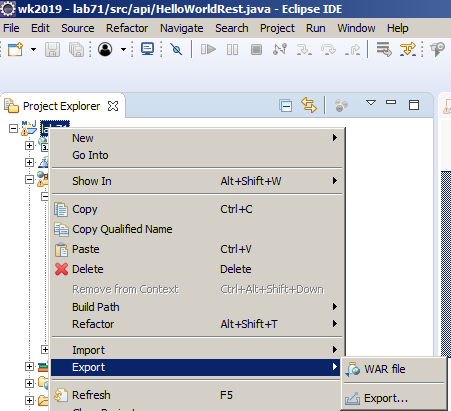 wk2019 - lab71/src/api/HelloWorldRest.java - Eclipse IDE
File Edit Source Refactor Navigate Search Project Run Window Help
Project Explorer
lab71
New
Go Into
Show In Alt+Shift+W
Copy Ctrl+C
Copy Qualified Name
Paste Ctrl+V
Delete Delete
Remove from Context Ctrl+Alt+Shift+Down
Build Path
Refactor Alt+Shift+T
Import
Export
WAR file
Refresh F5
Export...